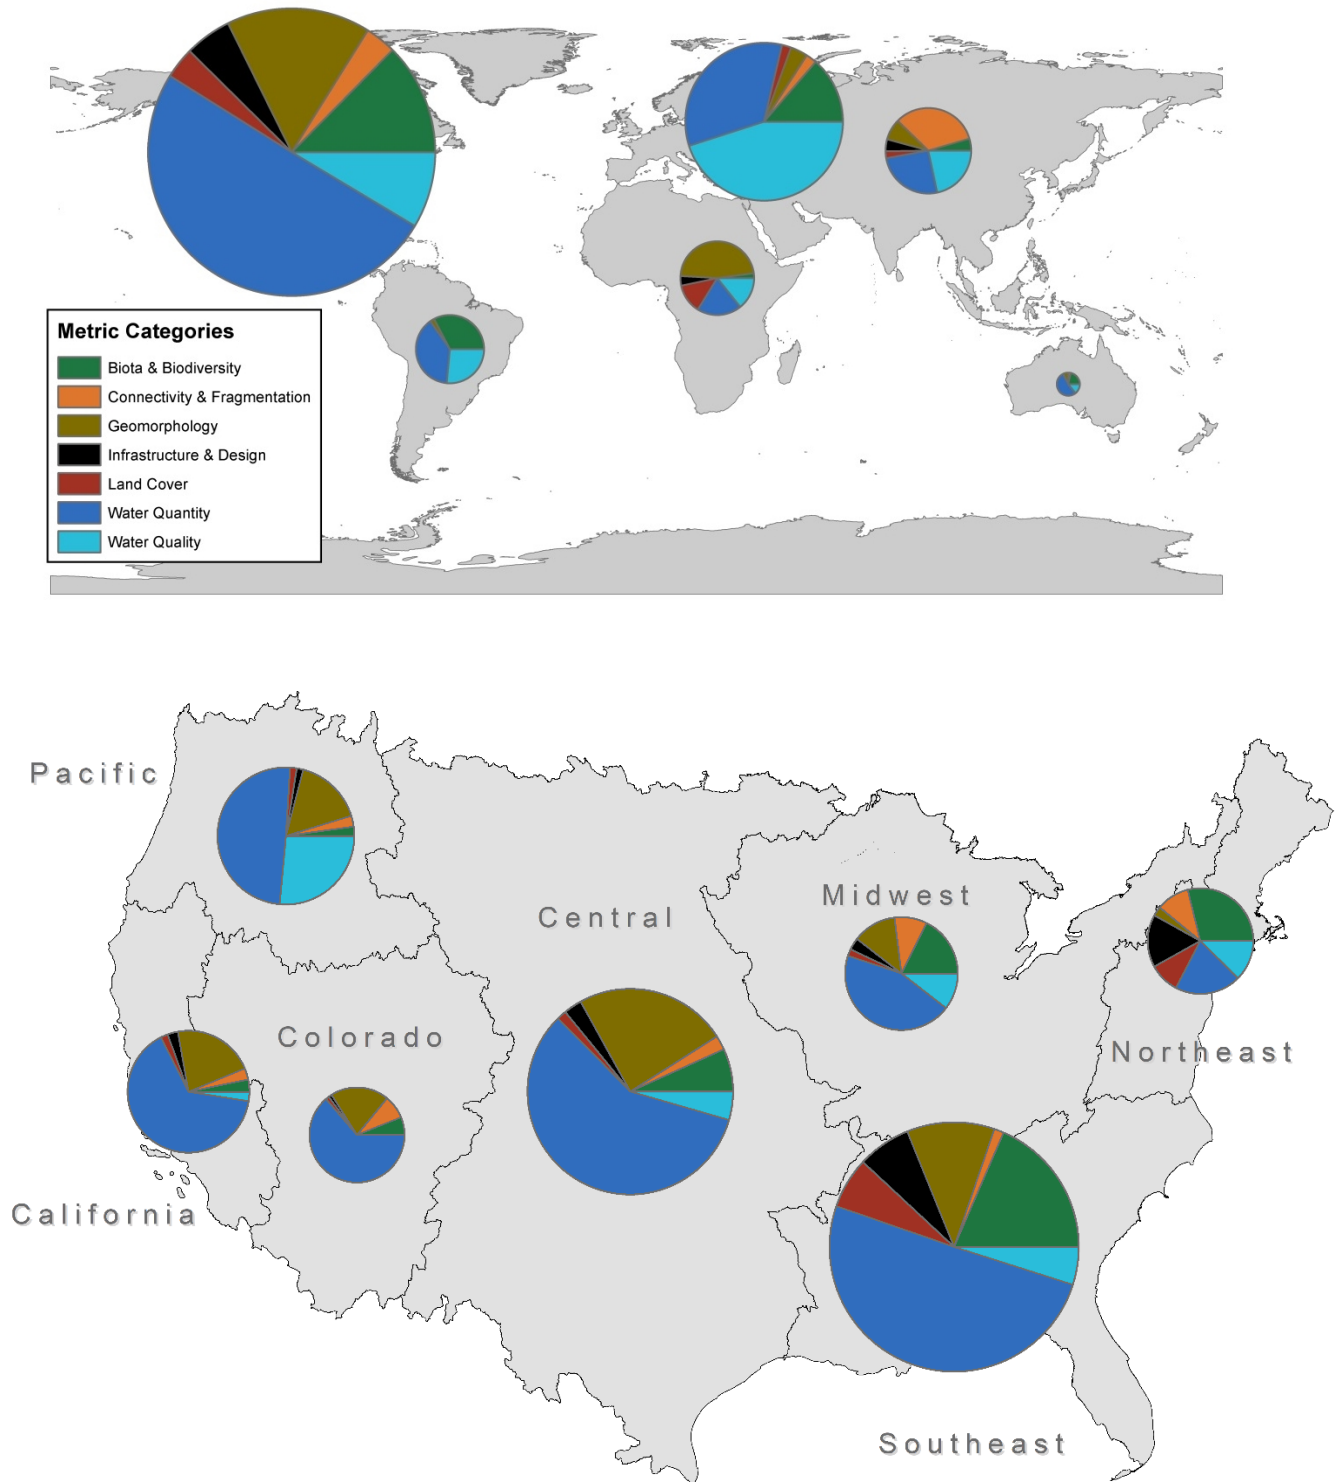 Metric Categories
Biota & Biodiversity
Connectivity & Fragmentation
Geomorphology
Infrastructure & Design
Land Cover
Water Quantity
Water Quality
Pacific
Midwest
Central
Colorado
Northeast
California
Southeast